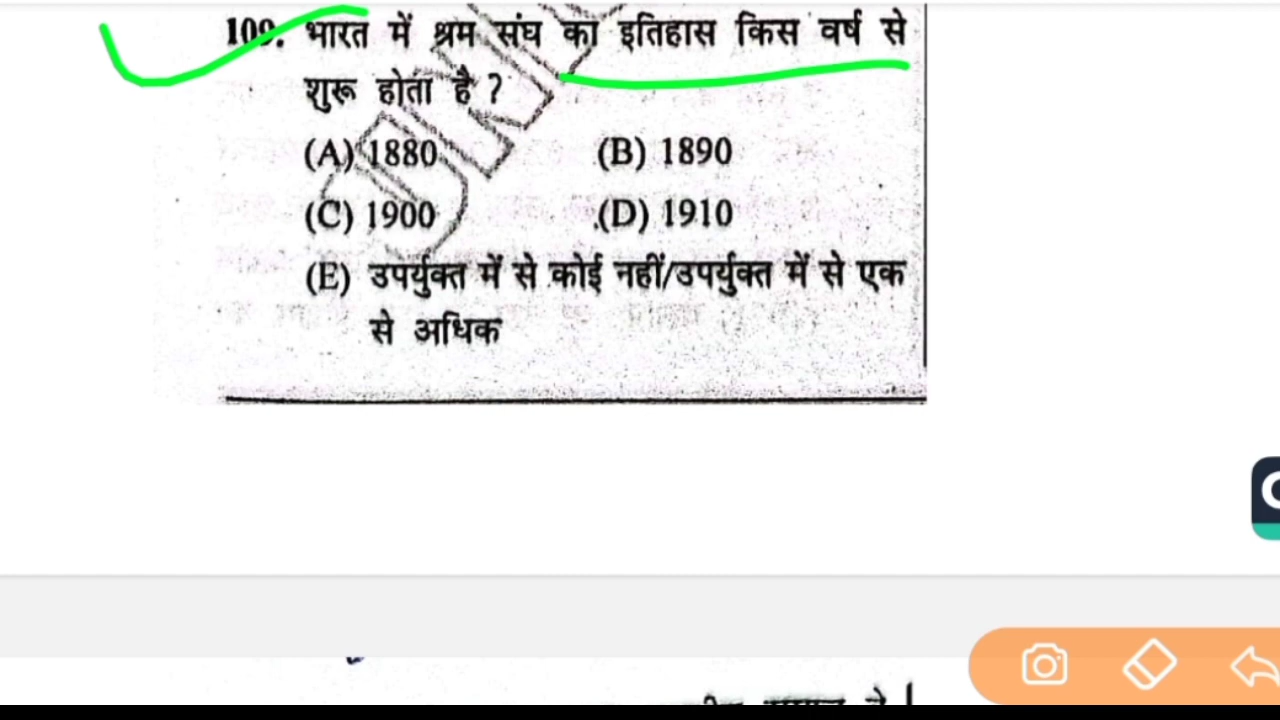 109. भारत में श्रम संघ का इतिहास किस वर्ष से
शुरू होता है ?
(A) 1880 (B) 1890
(C) 1900 (D) 1910
(E) उपर्युक्त में से कोई नहीं/उपर्युक्त में से एक
से अधिक